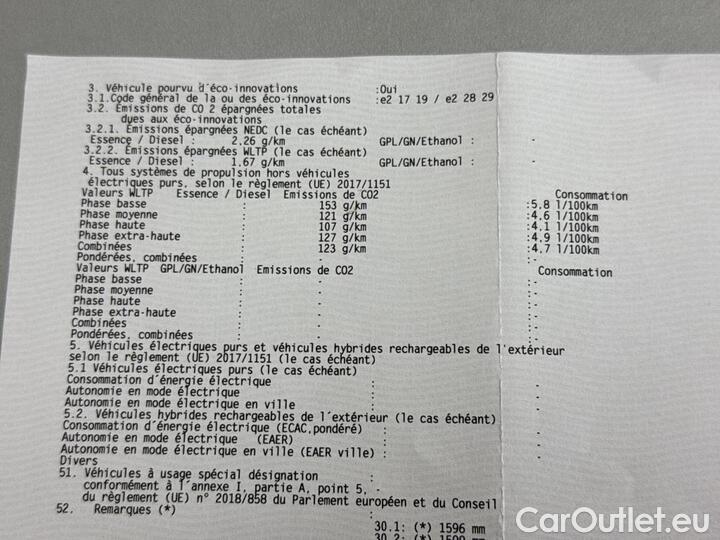 3. Véhicule pourvu d'éco-innovations :Oui
3.1.Code général de la ou des éco-innovations :e2 17 19 / e2 28 29
3.2. Émissions de CO 2 épargnées totales
dues aux éco-innovations
3.2.1. Émissions épargnées NEDC (le cas échéant)
Essence / Diesel : 2.26 g/km GPL/GN/Ethanol : -
3.2.2. Émissions épargnées WLTP (le cas échéant)
Essence / Diesel : 1.67 g/km GPL/GN/Ethanol : -
4. Tous systèmes de propulsion hors véhicules
électriques purs, selon le règlement (UE) 2017/1151
Valeurs WLTP Essence / Diesel Emissions de CO2 Consommation
Phase basse : 153 g/km :5.8 l/100km
Phase moyenne : 121 g/km :4.6 l/100km
Phase haute : 107 g/km :4.1 l/100km
Phase extra-haute : 127 g/km :4.9 l/100km
Combinées : 123 g/km :4.7 l/100km
Pondérées, combinées : - :-
Valeurs WLTP GPL/GN/Ethanol Emissions de CO2 Consommation
Phase basse : - :-
Phase moyenne : - :-
Phase haute : - :-
Phase extra-haute : - :-
Combinées : - :-
Pondérées, combinées : - :-
5. Véhicules électriques purs et véhicules hybrides rechargeables de l'extérieur
selon le règlement (UE) 2017/1151 (le cas échéant)
5.1 Véhicules électriques purs (le cas échéant)
Consommation d'énergie électrique : -
Autonomie en mode électrique : -
Autonomie en mode électrique en ville : -
5.2. Véhicules hybrides rechargeables de l'extérieur (le cas échéant)
Consommation d'énergie électrique (ECAC,pondéré) : -
Autonomie en mode électrique (EAER) : -
Autonomie en mode électrique en ville (EAER ville) : -
Divers
51. Véhicules à usage spécial désignation :
conformément à l'annexe I, partie A, point 5, -
du règlement (UE) n° 2018/858 du Parlement européen et du Conseil
52. Remarques (*) :
30.1: (*) 1596 mm
CarOutlet.eu